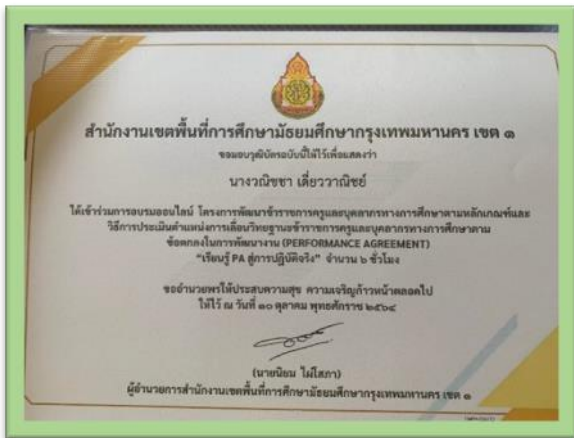 สำนักงานเขตพื้นที่การศึกษามัธยมศึกษากรุงเทพมหานคร เขต ๑
ขอมอบวุฒิบัตรฉบับนี้ให้ไว้เพื่อแสดงว่า
นางวณิชชา เดี่ยววาณิชย์
ได้เข้าร่วมการอบรมออนไลน์ โครงการพัฒนาข้าราชการครูและบุคลากรทางการศึกษาตามหลักเกณฑ์และ
วิธีการประเมินตำแหน่งการเลื่อนวิทยฐานะข้าราชการครูและบุคลากรทางการศึกษาตาม
ข้อตกลงในการพัฒนางาน (PERFORMANCE AGREEMENT)
"เรียนรู้ PA สู่การปฏิบัติจริง" จำนวน ๖ ชั่วโมง
ขออำนวยพรให้ประสบความสุข ความเจริญก้าวหน้าตลอดไป
ให้ไว้ ณ วันที่ ๑๐ ตุลาคม พุทธศักราช ๒๕๖๔
(นายนิยม ไผ่โสภา)
ผู้อำนวยการสำนักงานเขตพื้นที่การศึกษามัธยมศึกษากรุงเทพมหานคร เขต ๑